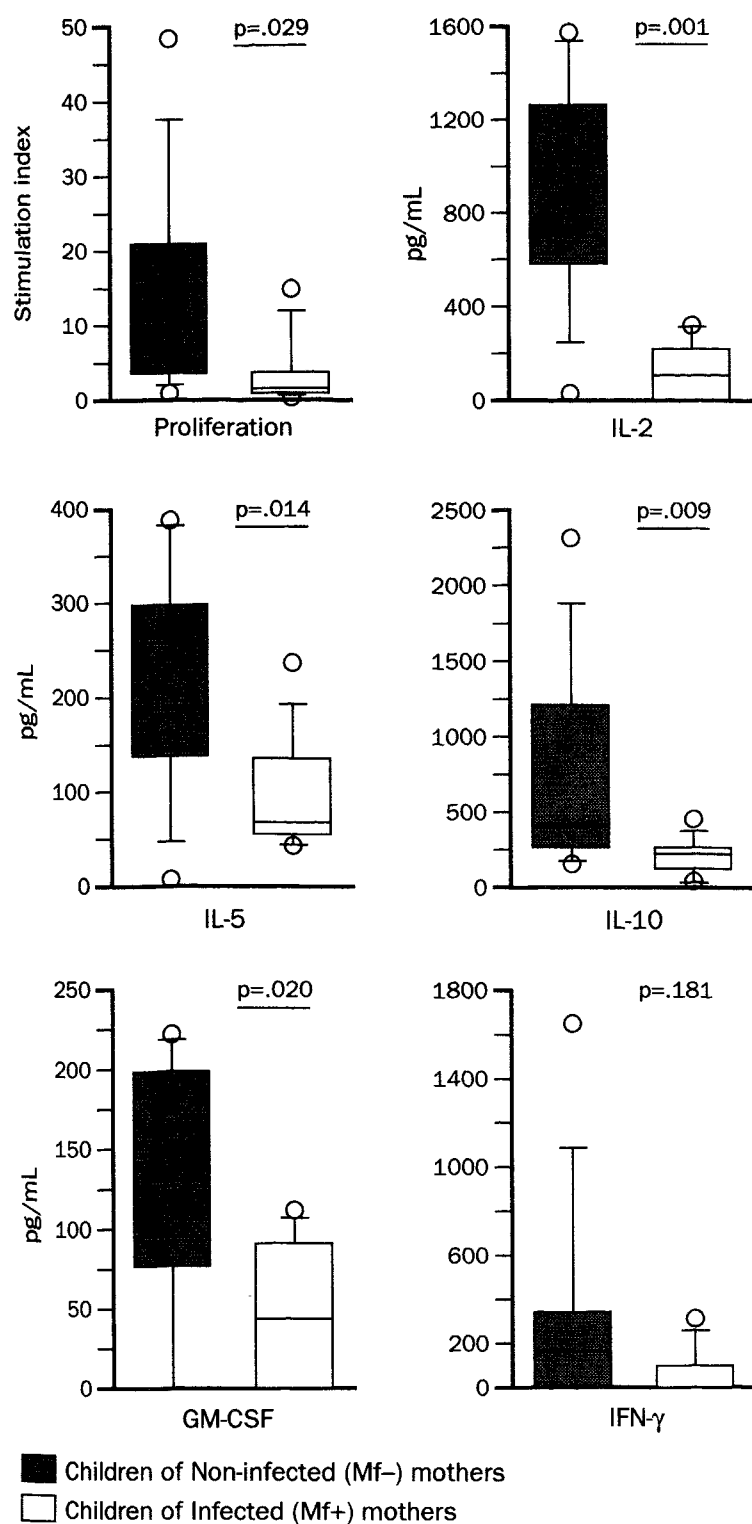 p=.029
50
40
30
20
10
0
Stimulation index
Proliferation
p=.001
1600
1200
800
400
0
pg/mL
IL-2
p=.014
400
300
200
100
0
pg/mL
IL-5
p=.009
2500
2000
1500
1000
500
0
IL-10
p=.020
250
200
150
100
50
0
pg/mL
GM-CSF
p=.181
1800
1400
1000
600
200
0
IFN-γ
Children of Non-infected (Mf–) mothers
Children of Infected (Mf+) mothers